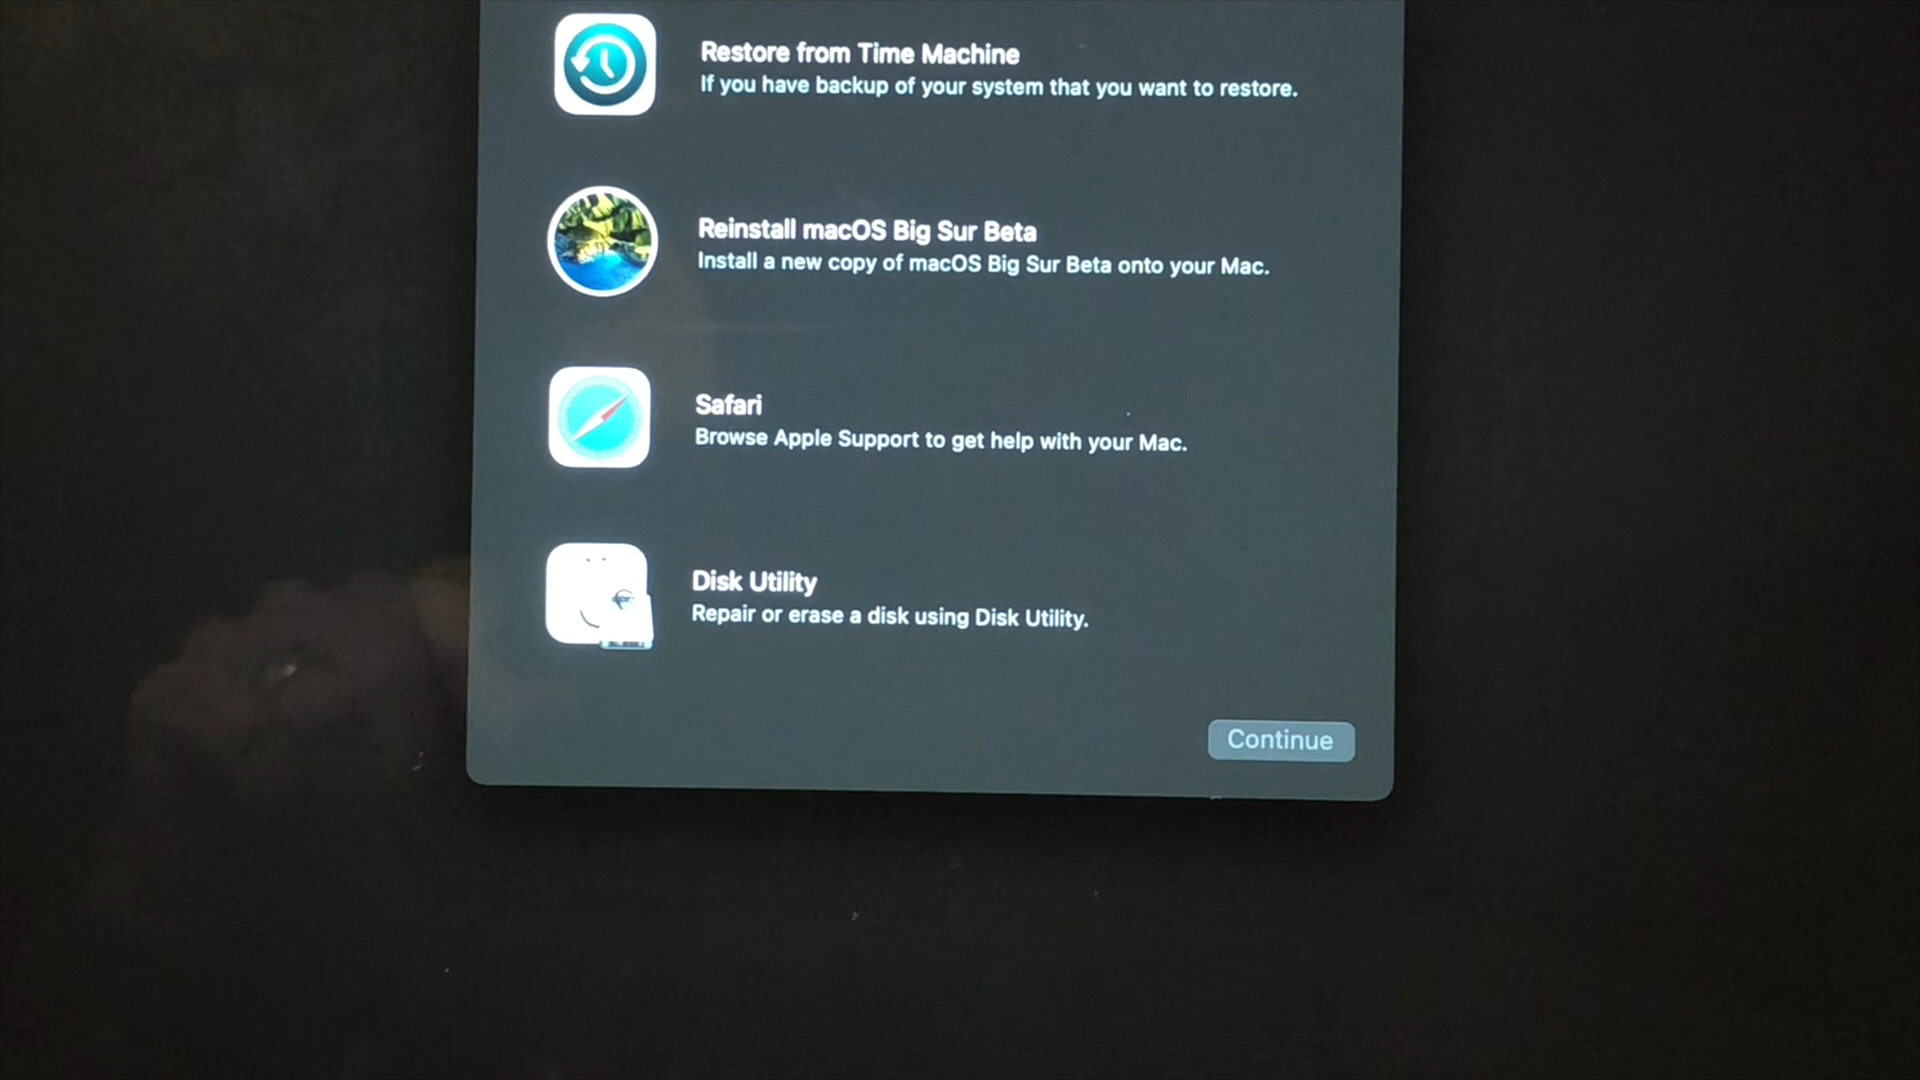 Restore from Time Machine
If you have backup of your system that you want to restore.
Reinstall macOS Big Sur Beta
Install a new copy of macOS Big Sur Beta onto your Mac.
Safari
Browse Apple Support to get help with your Mac.
Disk Utility
Repair or erase a disk using Disk Utility.
Continue